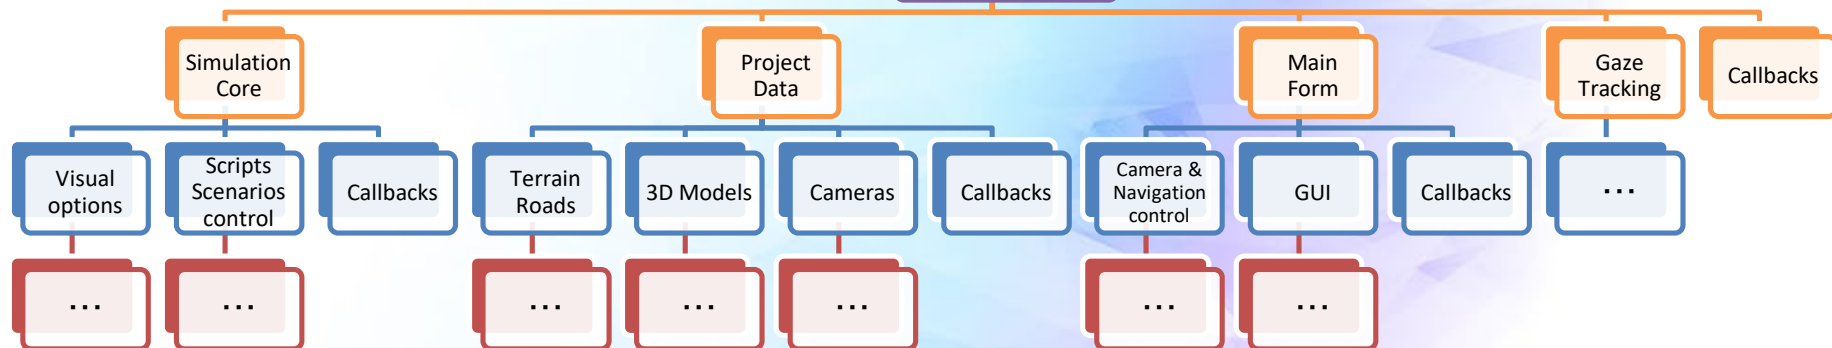 Simulation
Core
Project
Data
Main
Form
Gaze
Tracking
Callbacks
Visual
options
Scripts
Scenarios
control
Callbacks
Terrain
Roads
3D Models
Cameras
Callbacks
Camera &
Navigation
control
GUI
Callbacks
...
...
...
...
...
...
...
...